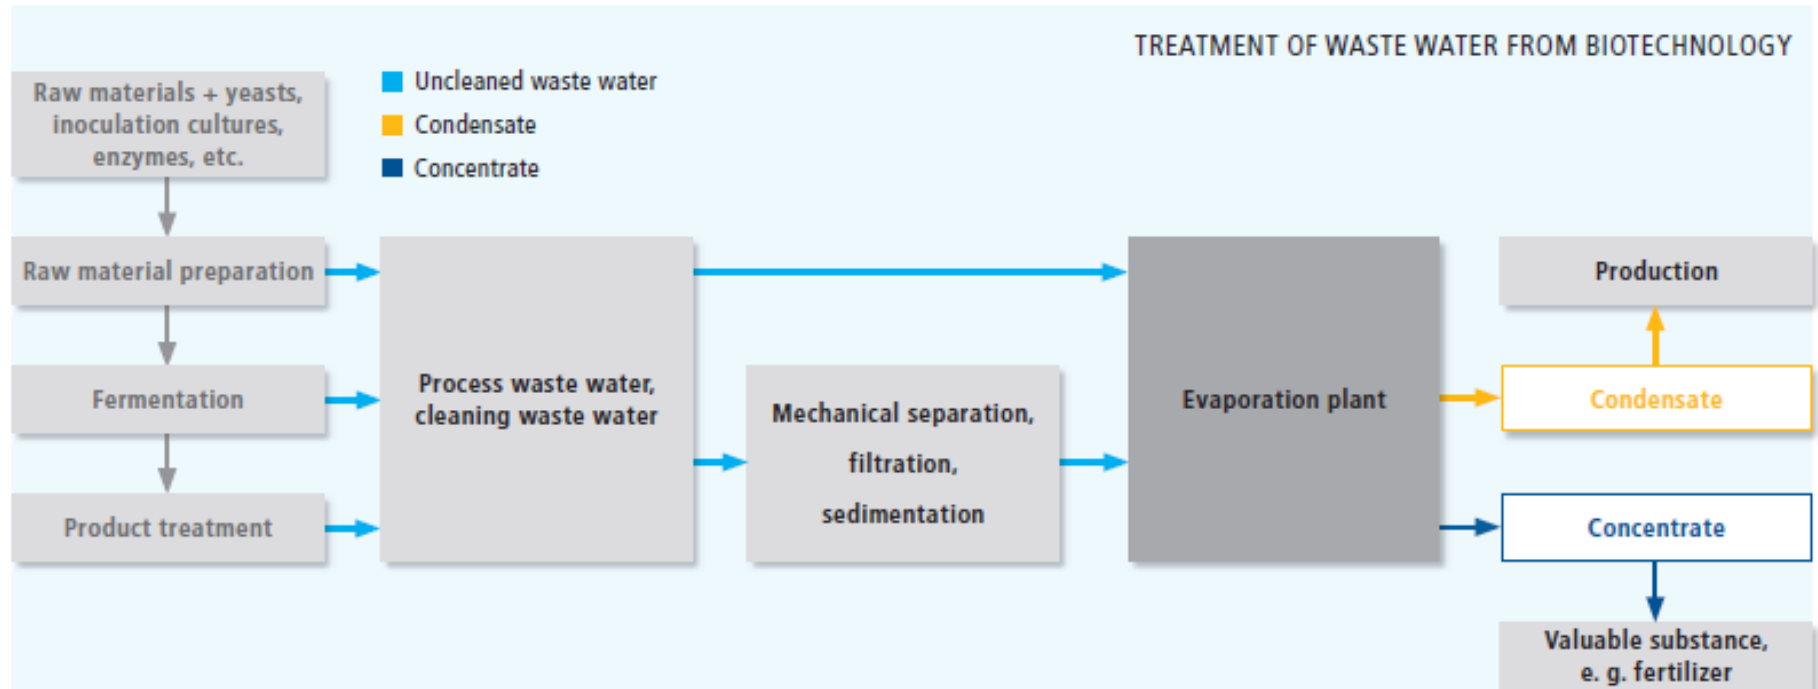 TREATMENT OF WASTE WATER FROM BIOTECHNOLOGY
Raw materials + yeasts,
inoculation cultures,
enzymes, etc.
Uncleaned waste water
Condensate
Concentrate
Raw material preparation
Fermentation
Product treatment
Process waste water,
cleaning waste water
Mechanical separation,
filtration,
sedimentation
Evaporation plant
Production
Condensate
Concentrate
Valuable substance,
e. g. fertilizer